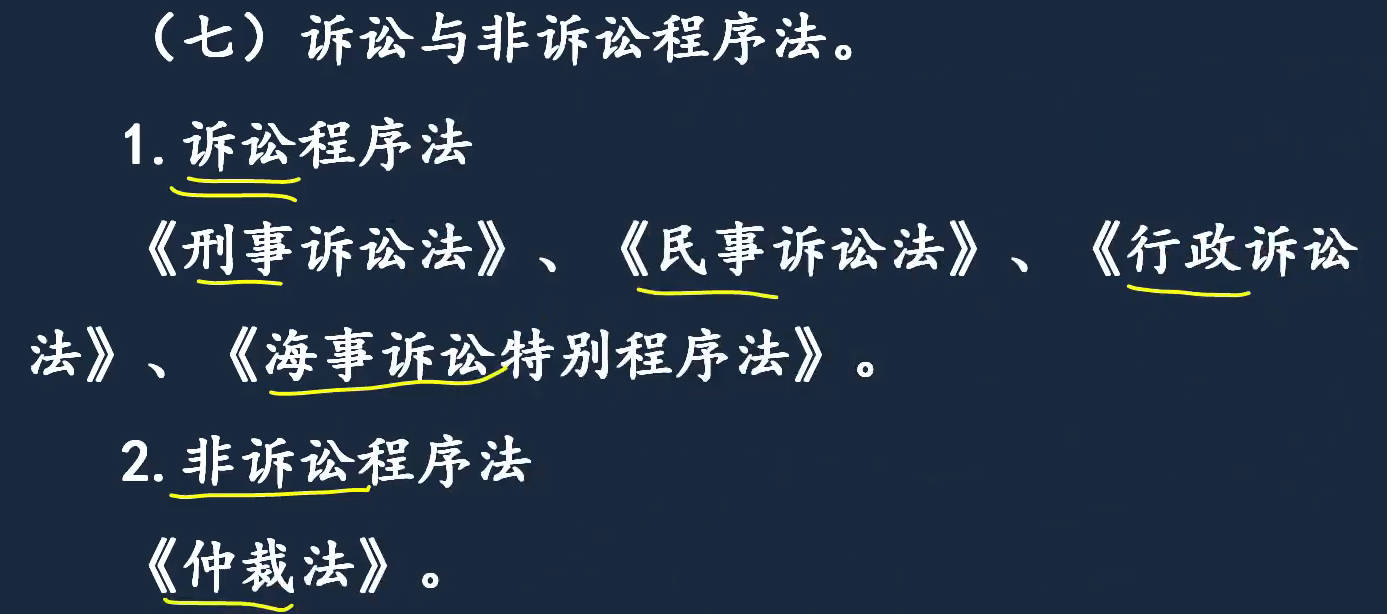 （七）诉讼与非诉讼程序法。
1.诉讼程序法
《刑事诉讼法》、《民事诉讼法》、《行政诉讼
法》、《海事诉讼特别程序法》。
2.非诉讼程序法
《仲裁法》。